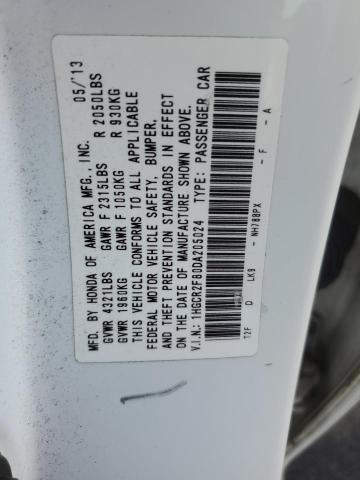 MFD. BY HONDA OF AMERICA MFG., INC. 05/'13
GVWR 4321LBS GAWR F 2315LBS R 2050LBS
GVWR 1960KG GAWR F 1050KG R 930KG
THIS VEHICLE CONFORMS TO ALL APPLICABLE
FEDERAL MOTOR VEHICLE SAFETY, BUMPER,
AND THEFT PREVENTION STANDARDS IN EFFECT
ON THE DATE OF MANUFACTURE SHOWN ABOVE.
V.I.N.: 1HGCR2F80DA205024 TYPE: PASSENGER CAR
T2F D LK9 - NH788PX - F - A